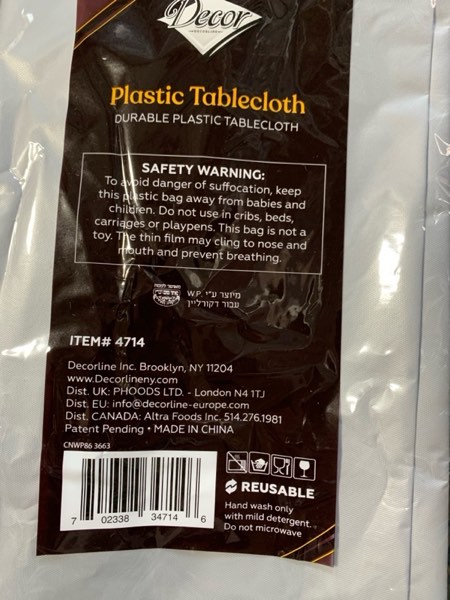 Decor
Plastic Tablecloth
DURABLE PLASTIC TABLECLOTH
SAFETY WARNING:
To avoid danger of suffocation, keep
this plastic bag away from babies and
children. Do not use in cribs, beds,
carriages or playpens. This bag is not a
toy. The thin film may cling to nose and
mouth and prevent breathing.
מיוצר ע"י .W.P
עבור דקורליין
ITEM# 4714
Decorline Inc. Brooklyn, NY 11204
www.Decorlineny.com
Dist. UK: PHOODS LTD. - London N4 1TJ
Dist. EU: info@decorline-europe.com
Dist. CANADA: Altra Foods Inc. 514.276.1981
Patent Pending • MADE IN CHINA
CNWP86 3663
7 02338 34714 6
REUSABLE
Hand wash only
with mild detergent.
Do not microwave